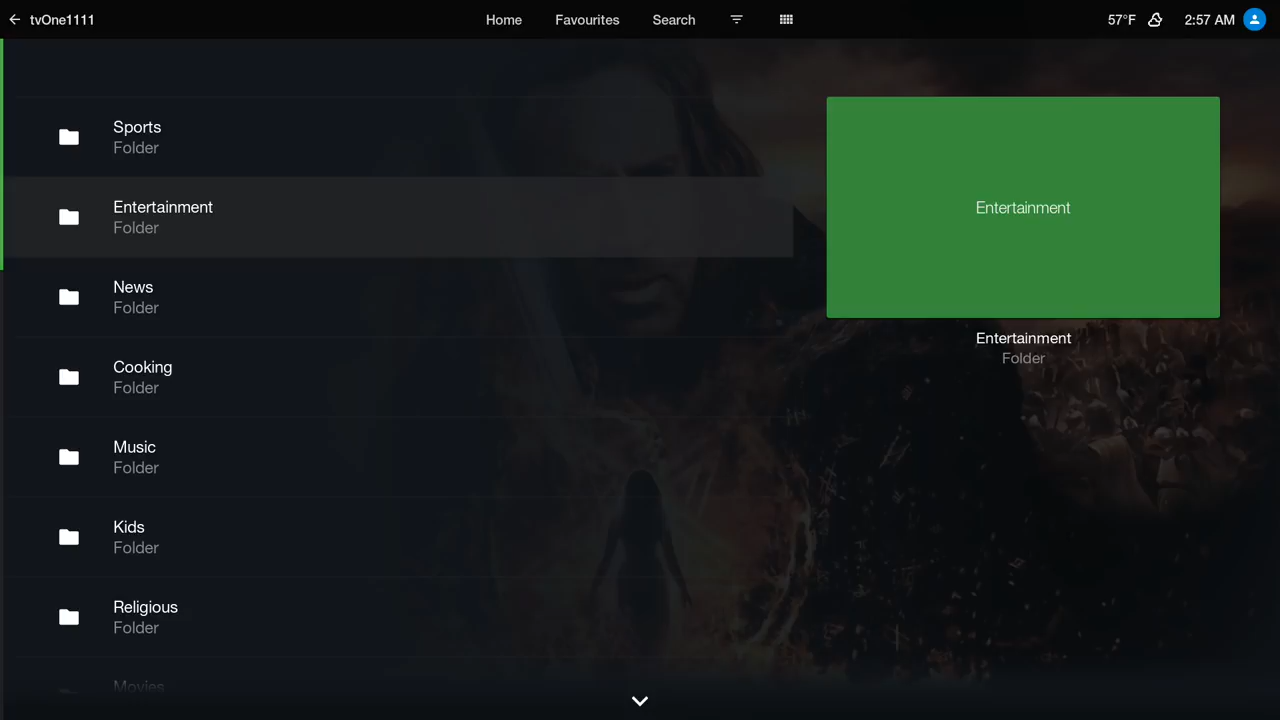 tvOne1111
Home
Favourites
Search
57°F
2:57 AM
Sports
Folder
Entertainment
Folder
News
Folder
Cooking
Folder
Music
Folder
Kids
Folder
Religious
Folder
Movies
Entertainment
Entertainment
Folder